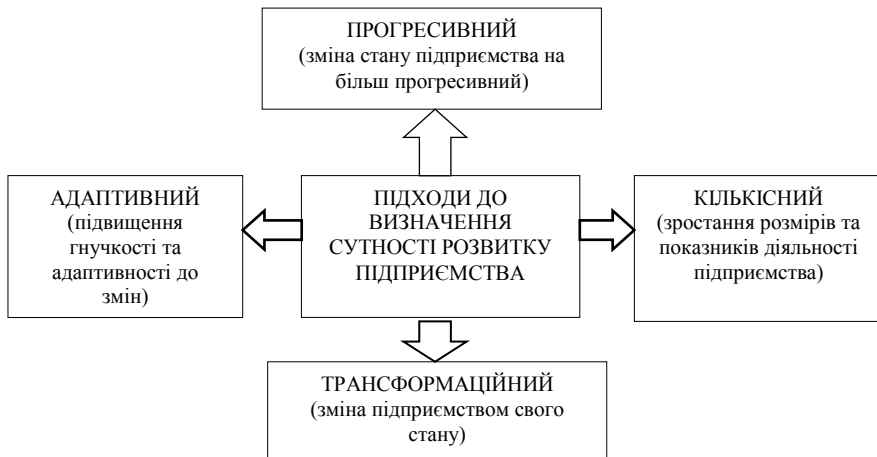 ПРОГРЕСИВНИЙ
(зміна стану підприємства на
більш прогресивний)
АДАПТИВНИЙ
(підвищення
гнучкості та
адаптивності до
змін)
ПІДХОДИ ДО
ВИЗНАЧЕННЯ
СУТНОСТІ РОЗВИТКУ
ПІДПРИЄМСТВА
КІЛЬКІСНИЙ
(зростання розмірів та
показників діяльності
підприємства)
ТРАНСФОРМАЦІЙНИЙ
(зміна підприємством свого
стану)